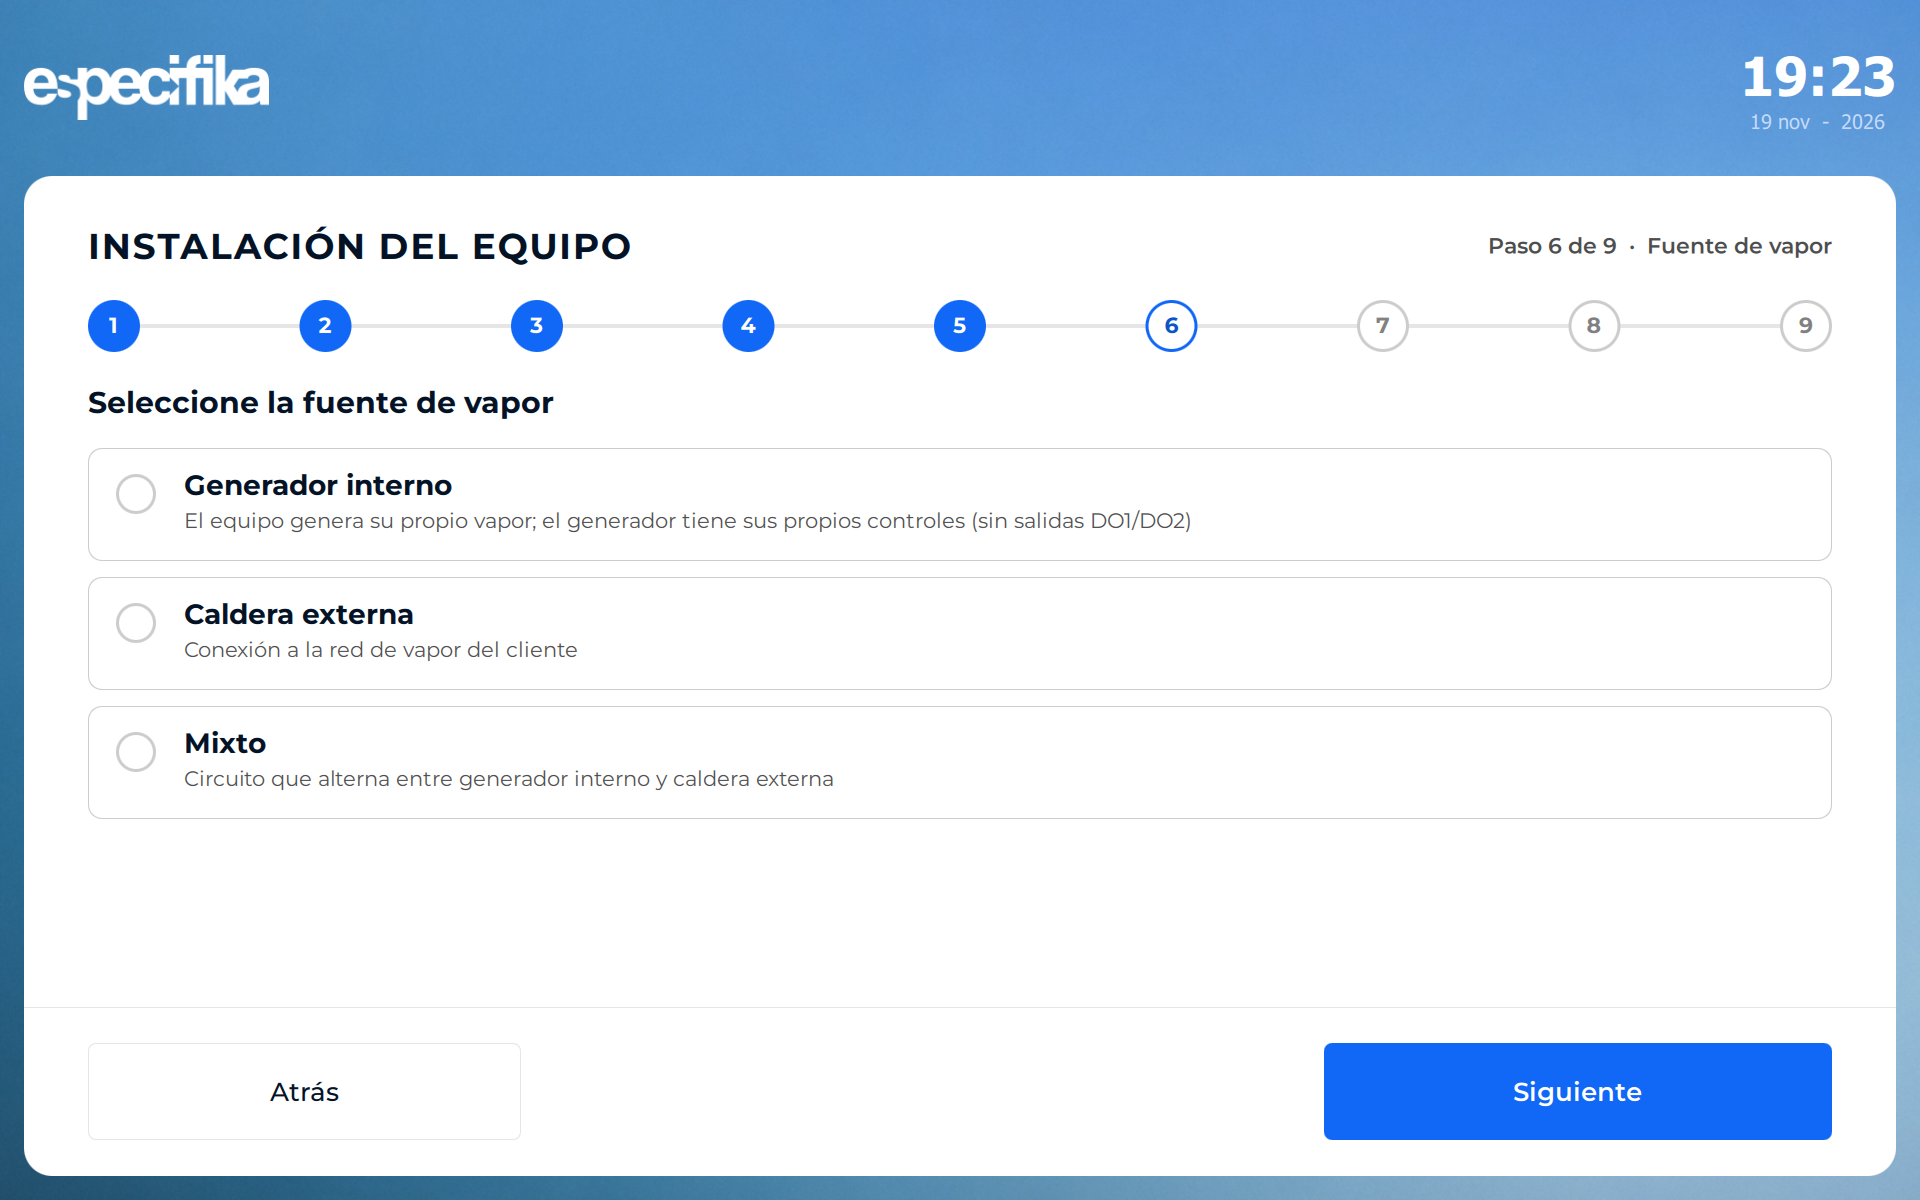 especifika
19:23
19 nov - 2026
INSTALACIÓN DEL EQUIPO
Paso 6 de 9 · Fuente de vapor
1 2 3 4 5 6 7 8 9
Seleccione la fuente de vapor
Generador interno
El equipo genera su propio vapor; el generador tiene sus propios controles (sin salidas DO1/DO2)
Caldera externa
Conexión a la red de vapor del cliente
Mixto
Circuito que alterna entre generador interno y caldera externa
Atrás
Siguiente